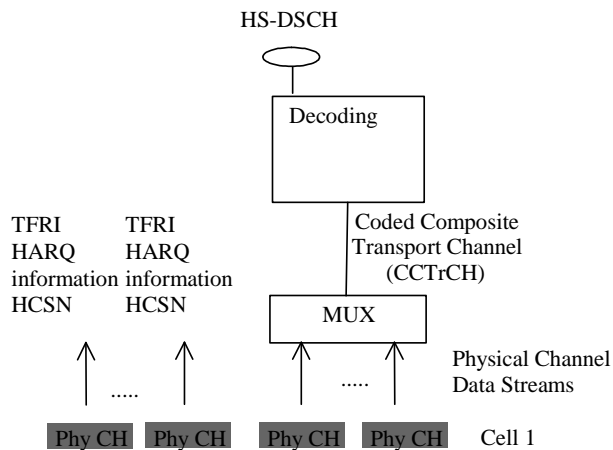 HS-DSCH
Decoding
TFRI
HARQ
information
HCSN
TFRI
HARQ
information
HCSN
Coded Composite
Transport Channel
(CCTrCH)
MUX
Physical Channel
Data Streams
.....
.....
Phy CH
Phy CH
Phy CH
Phy CH
Cell 1